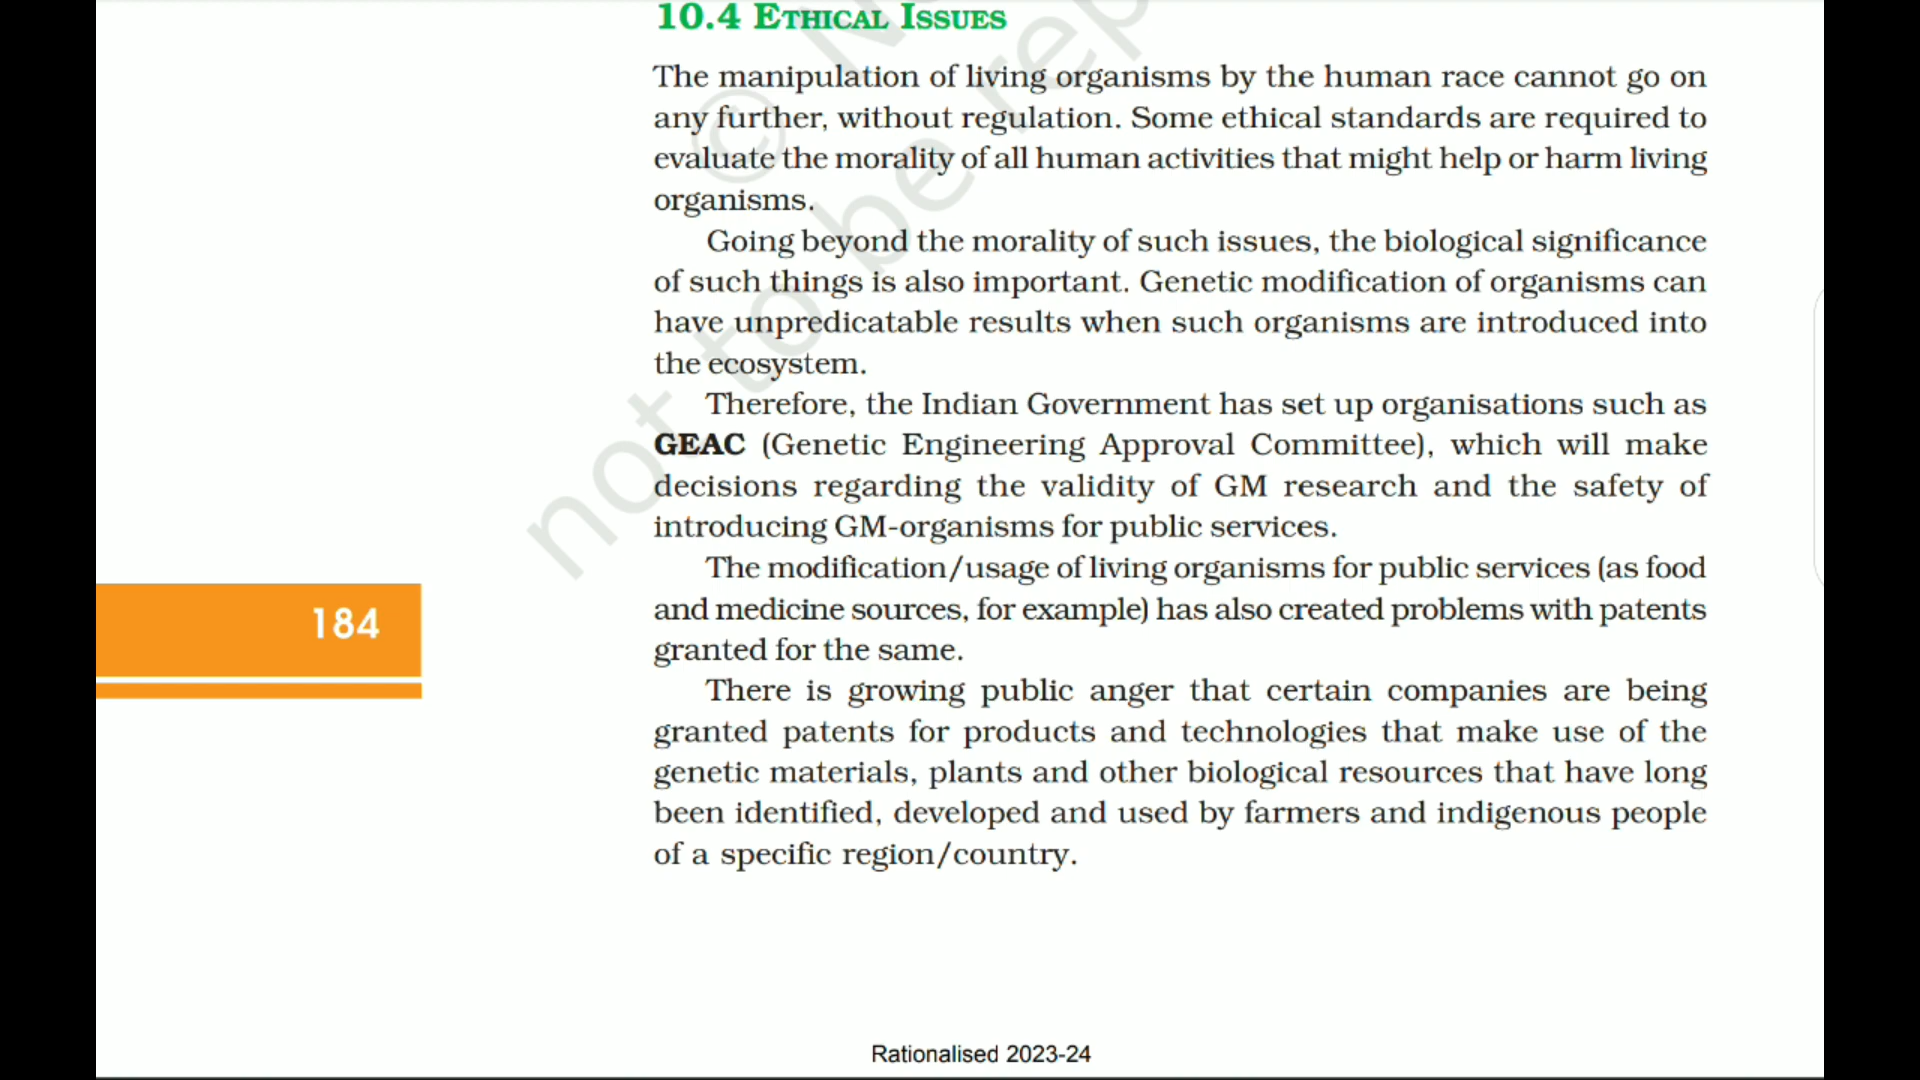 10.4 ETHICAL ISSUES
The manipulation of living organisms by the human race cannot go on
any further, without regulation. Some ethical standards are required to
evaluate the morality of all human activities that might help or harm living
organisms.
Going beyond the morality of such issues, the biological significance
of such things is also important. Genetic modification of organisms can
have unpredicatable results when such organisms are introduced into
the ecosystem.
Therefore, the Indian Government has set up organisations such as
GEAC (Genetic Engineering Approval Committee), which will make
decisions regarding the validity of GM research and the safety of
introducing GM-organisms for public services.
The modification/usage of living organisms for public services (as food
and medicine sources, for example) has also created problems with patents
granted for the same.
There is growing public anger that certain companies are being
granted patents for products and technologies that make use of the
genetic materials, plants and other biological resources that have long
been identified, developed and used by farmers and indigenous people
of a specific region/country.
184
© N
not to be rep
Rationalised 2023-24